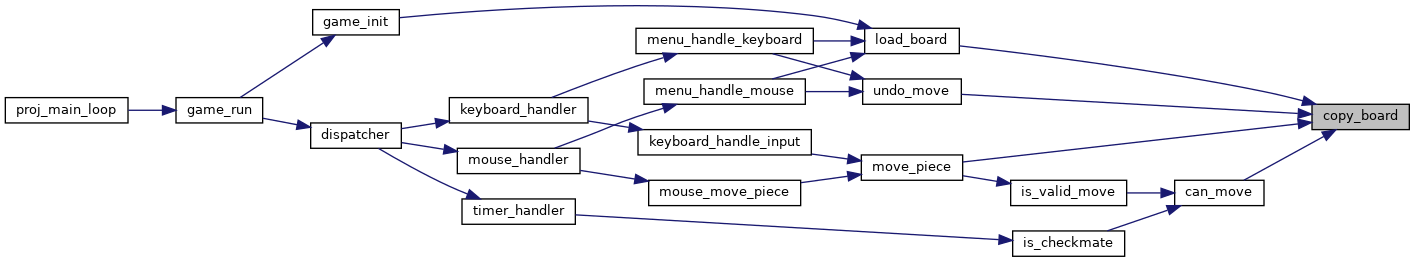 proj_main_loop
game_run
game_init
dispatcher
keyboard_handler
mouse_handler
timer_handler
menu_handle_keyboard
menu_handle_mouse
keyboard_handle_input
mouse_move_piece
load_board
undo_move
move_piece
is_valid_move
is_checkmate
can_move
copy_board